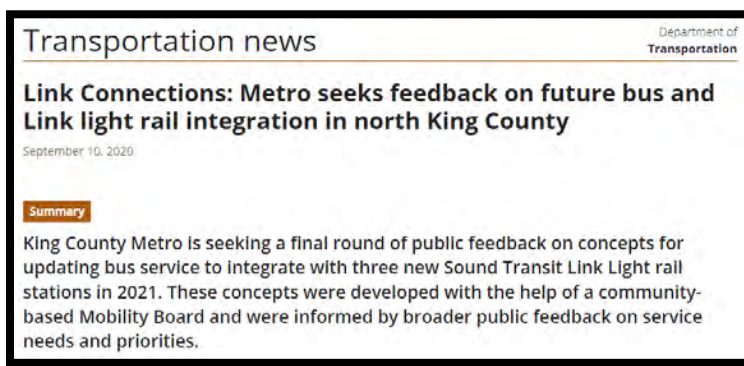 Transportation news
Department of
Transportation
Link Connections: Metro seeks feedback on future bus and
Link light rail integration in north King County
September 10, 2020
Summary
King County Metro is seeking a final round of public feedback on concepts for
updating bus service to integrate with three new Sound Transit Link Light rail
stations in 2021. These concepts were developed with the help of a community-
based Mobility Board and were informed by broader public feedback on service
needs and priorities.